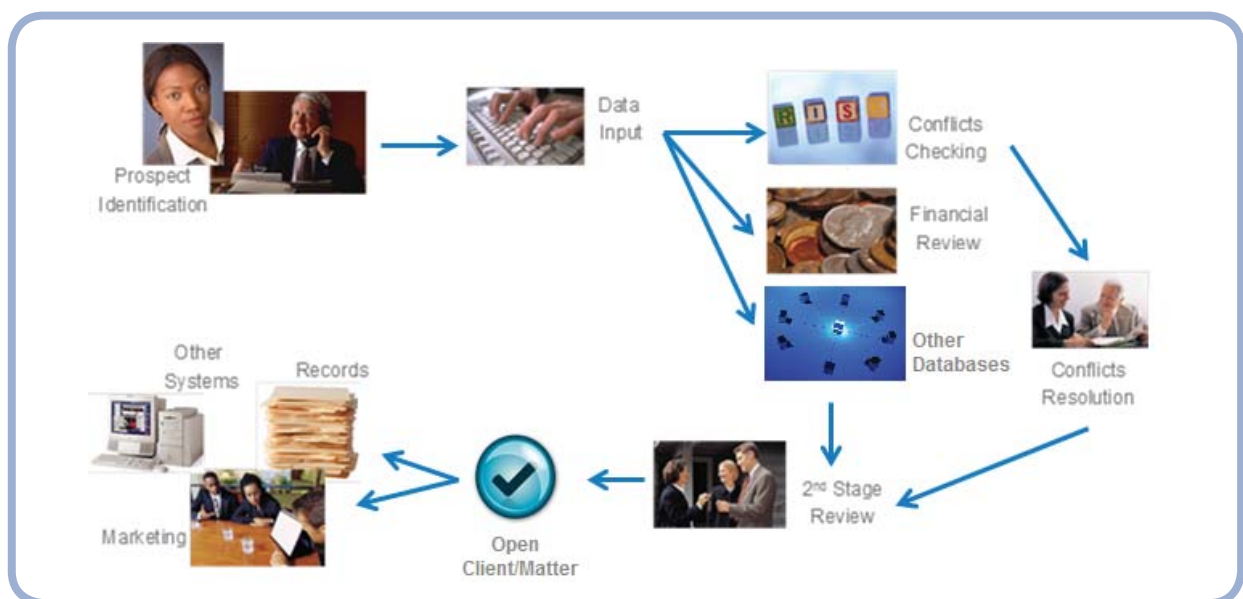 Prospect
Identification
Data
Input
RIS
Conflicts
Checking
Financial
Review
Other
Databases
Conflicts
Resolution
2nd Stage
Review
Open
Client/Matter
Records
Other
Systems
Marketing